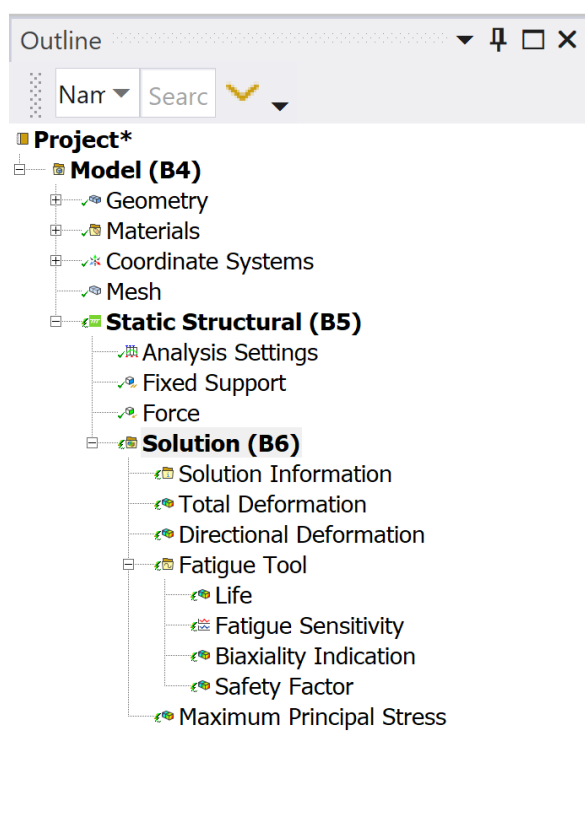 Outline
Nar Searc
Project*
Model (B4)
Geometry
Materials
Coordinate Systems
Mesh
Static Structural (B5)
Analysis Settings
Fixed Support
Force
Solution (B6)
Solution Information
Total Deformation
Directional Deformation
Fatigue Tool
Life
Fatigue Sensitivity
Biaxiality Indication
Safety Factor
Maximum Principal Stress